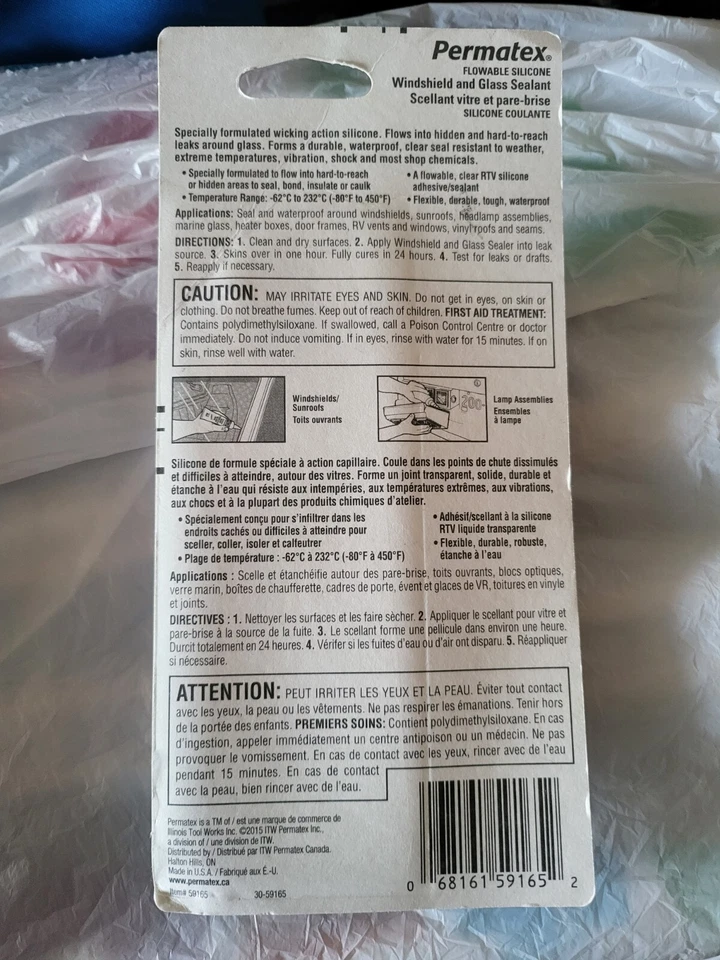 Permatex®
FLOWABLE SILICONE
Windshield and Glass Sealant
Scellant vitre et pare-brise
SILICONE COULANTE
Specially formulated wicking action silicone. Flows into hidden and hard-to-reach
leaks around glass. Forms a durable, waterproof, clear seal resistant to weather,
extreme temperatures, vibration, shock and most shop chemicals.
• Specially formulated to flow into hard-to-reach
or hidden areas to seal, bond, insulate or caulk
• Temperature Range: -62°C to 232°C (-80°F to 450°F)
• A flowable, clear RTV silicone
adhesive/sealant
• Flexible, durable, tough, waterproof
Applications: Seal and waterproof around windshields, sunroofs, headlamp assemblies,
marine glass, heater boxes, door frames, RV vents and windows, vinyl roofs and seams.
DIRECTIONS: 1. Clean and dry surfaces. 2. Apply Windshield and Glass Sealer into leak
source. 3. Skins over in one hour. Fully cures in 24 hours. 4. Test for leaks or drafts.
5. Reapply if necessary.
CAUTION: MAY IRRITATE EYES AND SKIN. Do not get in eyes, on skin or
clothing. Do not breathe fumes. Keep out of reach of children. FIRST AID TREATMENT:
Contains polydimethylsiloxane. If swallowed, call a Poison Control Centre or doctor
immediately. Do not induce vomiting. If in eyes, rinse with water for 15 minutes. If on
skin, rinse well with water.
Windshields/
Sunroofs
Toits ouvrants
200
Lamp Assemblies
Ensembles
à lampe
Silicone de formule spéciale à action capillaire. Coule dans les points de chute dissimulés
et difficiles à atteindre, autour des vitres. Forme un joint transparent, solide, durable et
étanche à l'eau qui résiste aux intempéries, aux températures extrêmes, aux vibrations,
aux chocs et à la plupart des produits chimiques d'atelier.
• Spécialement conçu pour s'infiltrer dans les
endroits cachés ou difficiles à atteindre pour
sceller, coller, isoler et calfeutrer
• Plage de température : -62°C à 232°C (-80°F à 450°F)
• Adhésif/scellant à la silicone
RTV liquide transparente
• Flexible, durable, robuste,
étanche à l'eau
Applications : Scelle et étanchéifie autour des pare-brise, toits ouvrants, blocs optiques,
verre marin, boîtes de chaufferette, cadres de porte, évent et glaces de VR, toitures en vinyle
et joints.
DIRECTIVES : 1. Nettoyer les surfaces et les faire sècher. 2. Appliquer le scellant pour vitre et
pare-brise à la source de la fuite. 3. Le scellant forme une pellicule dans environ une heure.
Durcit totalement en 24 heures. 4. Vérifer si les fuites d'eau ou d'air ont disparu. 5. Réappliquer
si nécessaire.
ATTENTION: PEUT IRRITER LES YEUX ET LA PEAU. Éviter tout contact
avec les yeux, la peau ou les vêtements. Ne pas respirer les émanations. Tenir hors
de la portée des enfants. PREMIERS SOINS: Contient polydimethylsiloxane. En cas
d'ingestion, appeler immédiatement un centre antipoison ou un médecin. Ne pas
provoquer le vomissement. En cas de contact avec les yeux, rincer avec de l'eau
pendant 15 minutes. En cas de contact
avec la peau, bien rincer avec de l'eau.
Permatex is a TM of / est une marque de commerce de
Illinois Tool Works Inc. ©2015 ITW Permatex Inc.,
a division of / une division de ITW.
Distributed by / Distribué par ITW Permatex Canada.
Halton Hills, ON
Made in U.S.A. / Fabriqué aux É.-U.
www.permatex.ca
Item# 59165 30-59165
0 68161 59165 2